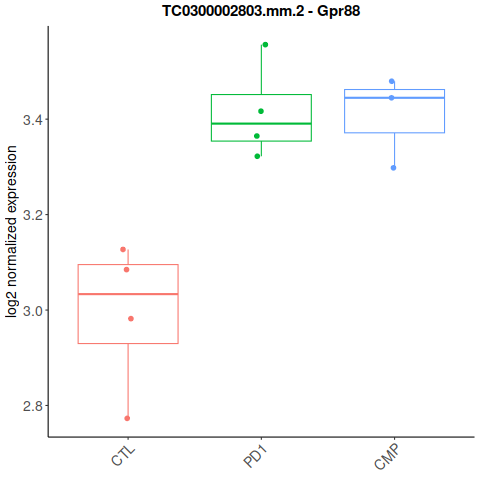 TC0300002803.mm.2 - Gpr88
log2 normalized expression
3.4
3.2
3.0
2.8
CTL
PD1
CMP